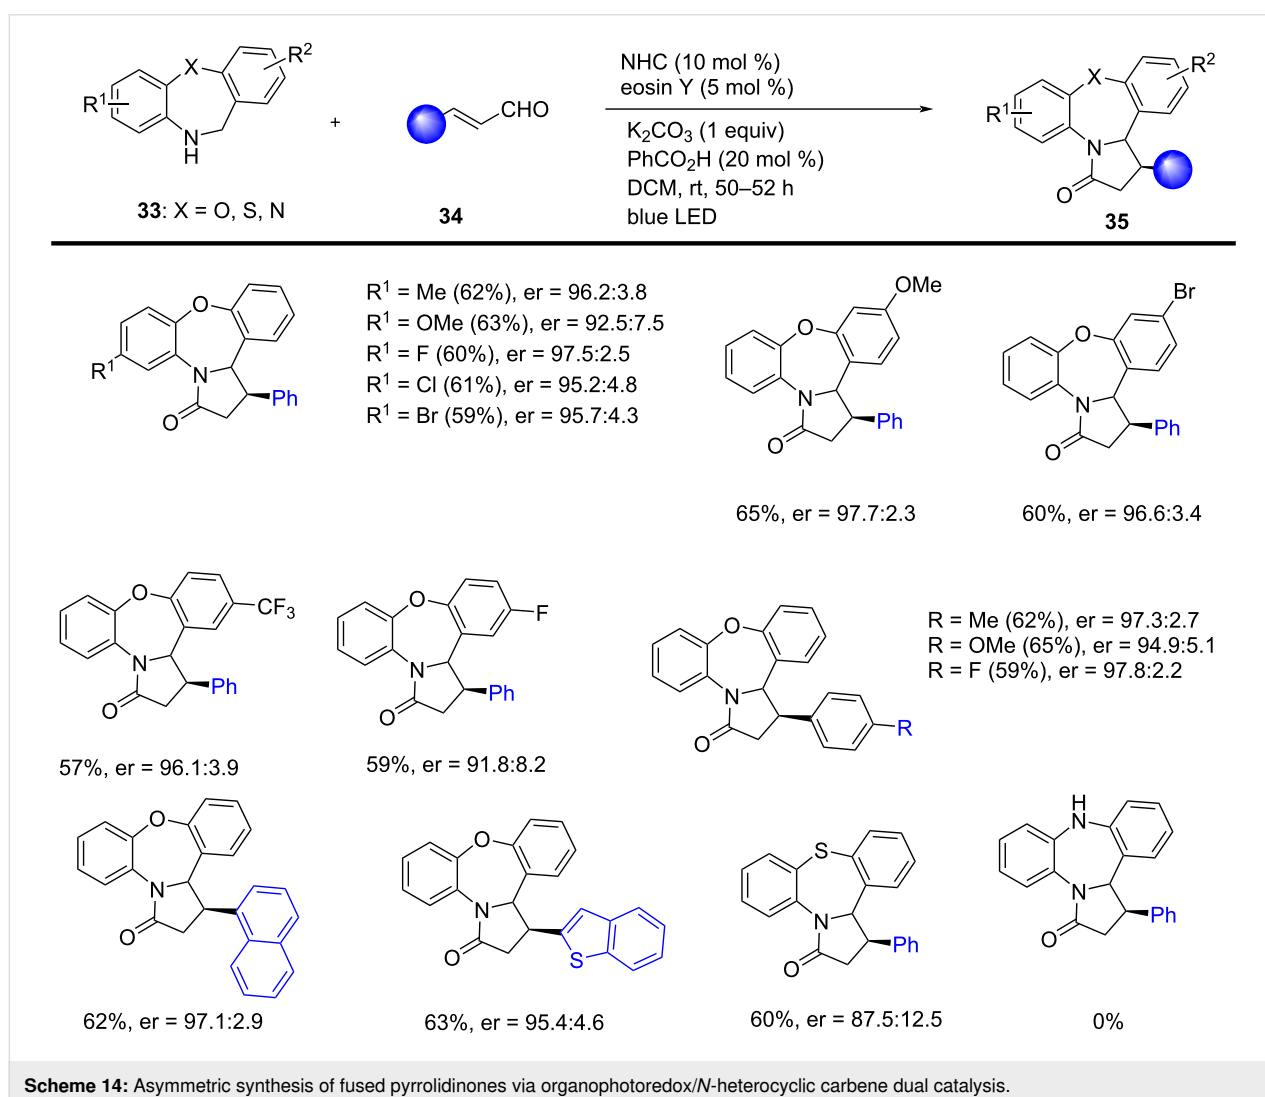 R¹
X
R²
N
H
33: X = O, S, N
+
CHO
34
NHC (10 mol %)
eosin Y (5 mol %)
K₂CO₃ (1 equiv)
PhCO₂H (20 mol %)
DCM, rt, 50–52 h
blue LED
R¹
X
R²
N
O
35
O
R¹
N
O
Ph
R¹ = Me (62%), er = 96.2:3.8
R¹ = OMe (63%), er = 92.5:7.5
R¹ = F (60%), er = 97.5:2.5
R¹ = Cl (61%), er = 95.2:4.8
R¹ = Br (59%), er = 95.7:4.3
OMe
O
N
O
Ph
65%, er = 97.7:2.3
Br
O
N
O
Ph
60%, er = 96.6:3.4
O
CF₃
N
O
Ph
57%, er = 96.1:3.9
O
F
N
O
Ph
59%, er = 91.8:8.2
O
N
O
R
R = Me (62%), er = 97.3:2.7
R = OMe (65%), er = 94.9:5.1
R = F (59%), er = 97.8:2.2
O
N
O
62%, er = 97.1:2.9
O
N
O
S
63%, er = 95.4:4.6
S
N
O
Ph
60%, er = 87.5:12.5
H
N
N
O
Ph
0%
Scheme 14: Asymmetric synthesis of fused pyrrolidinones via organophotoredox/N-heterocyclic carbene dual catalysis.